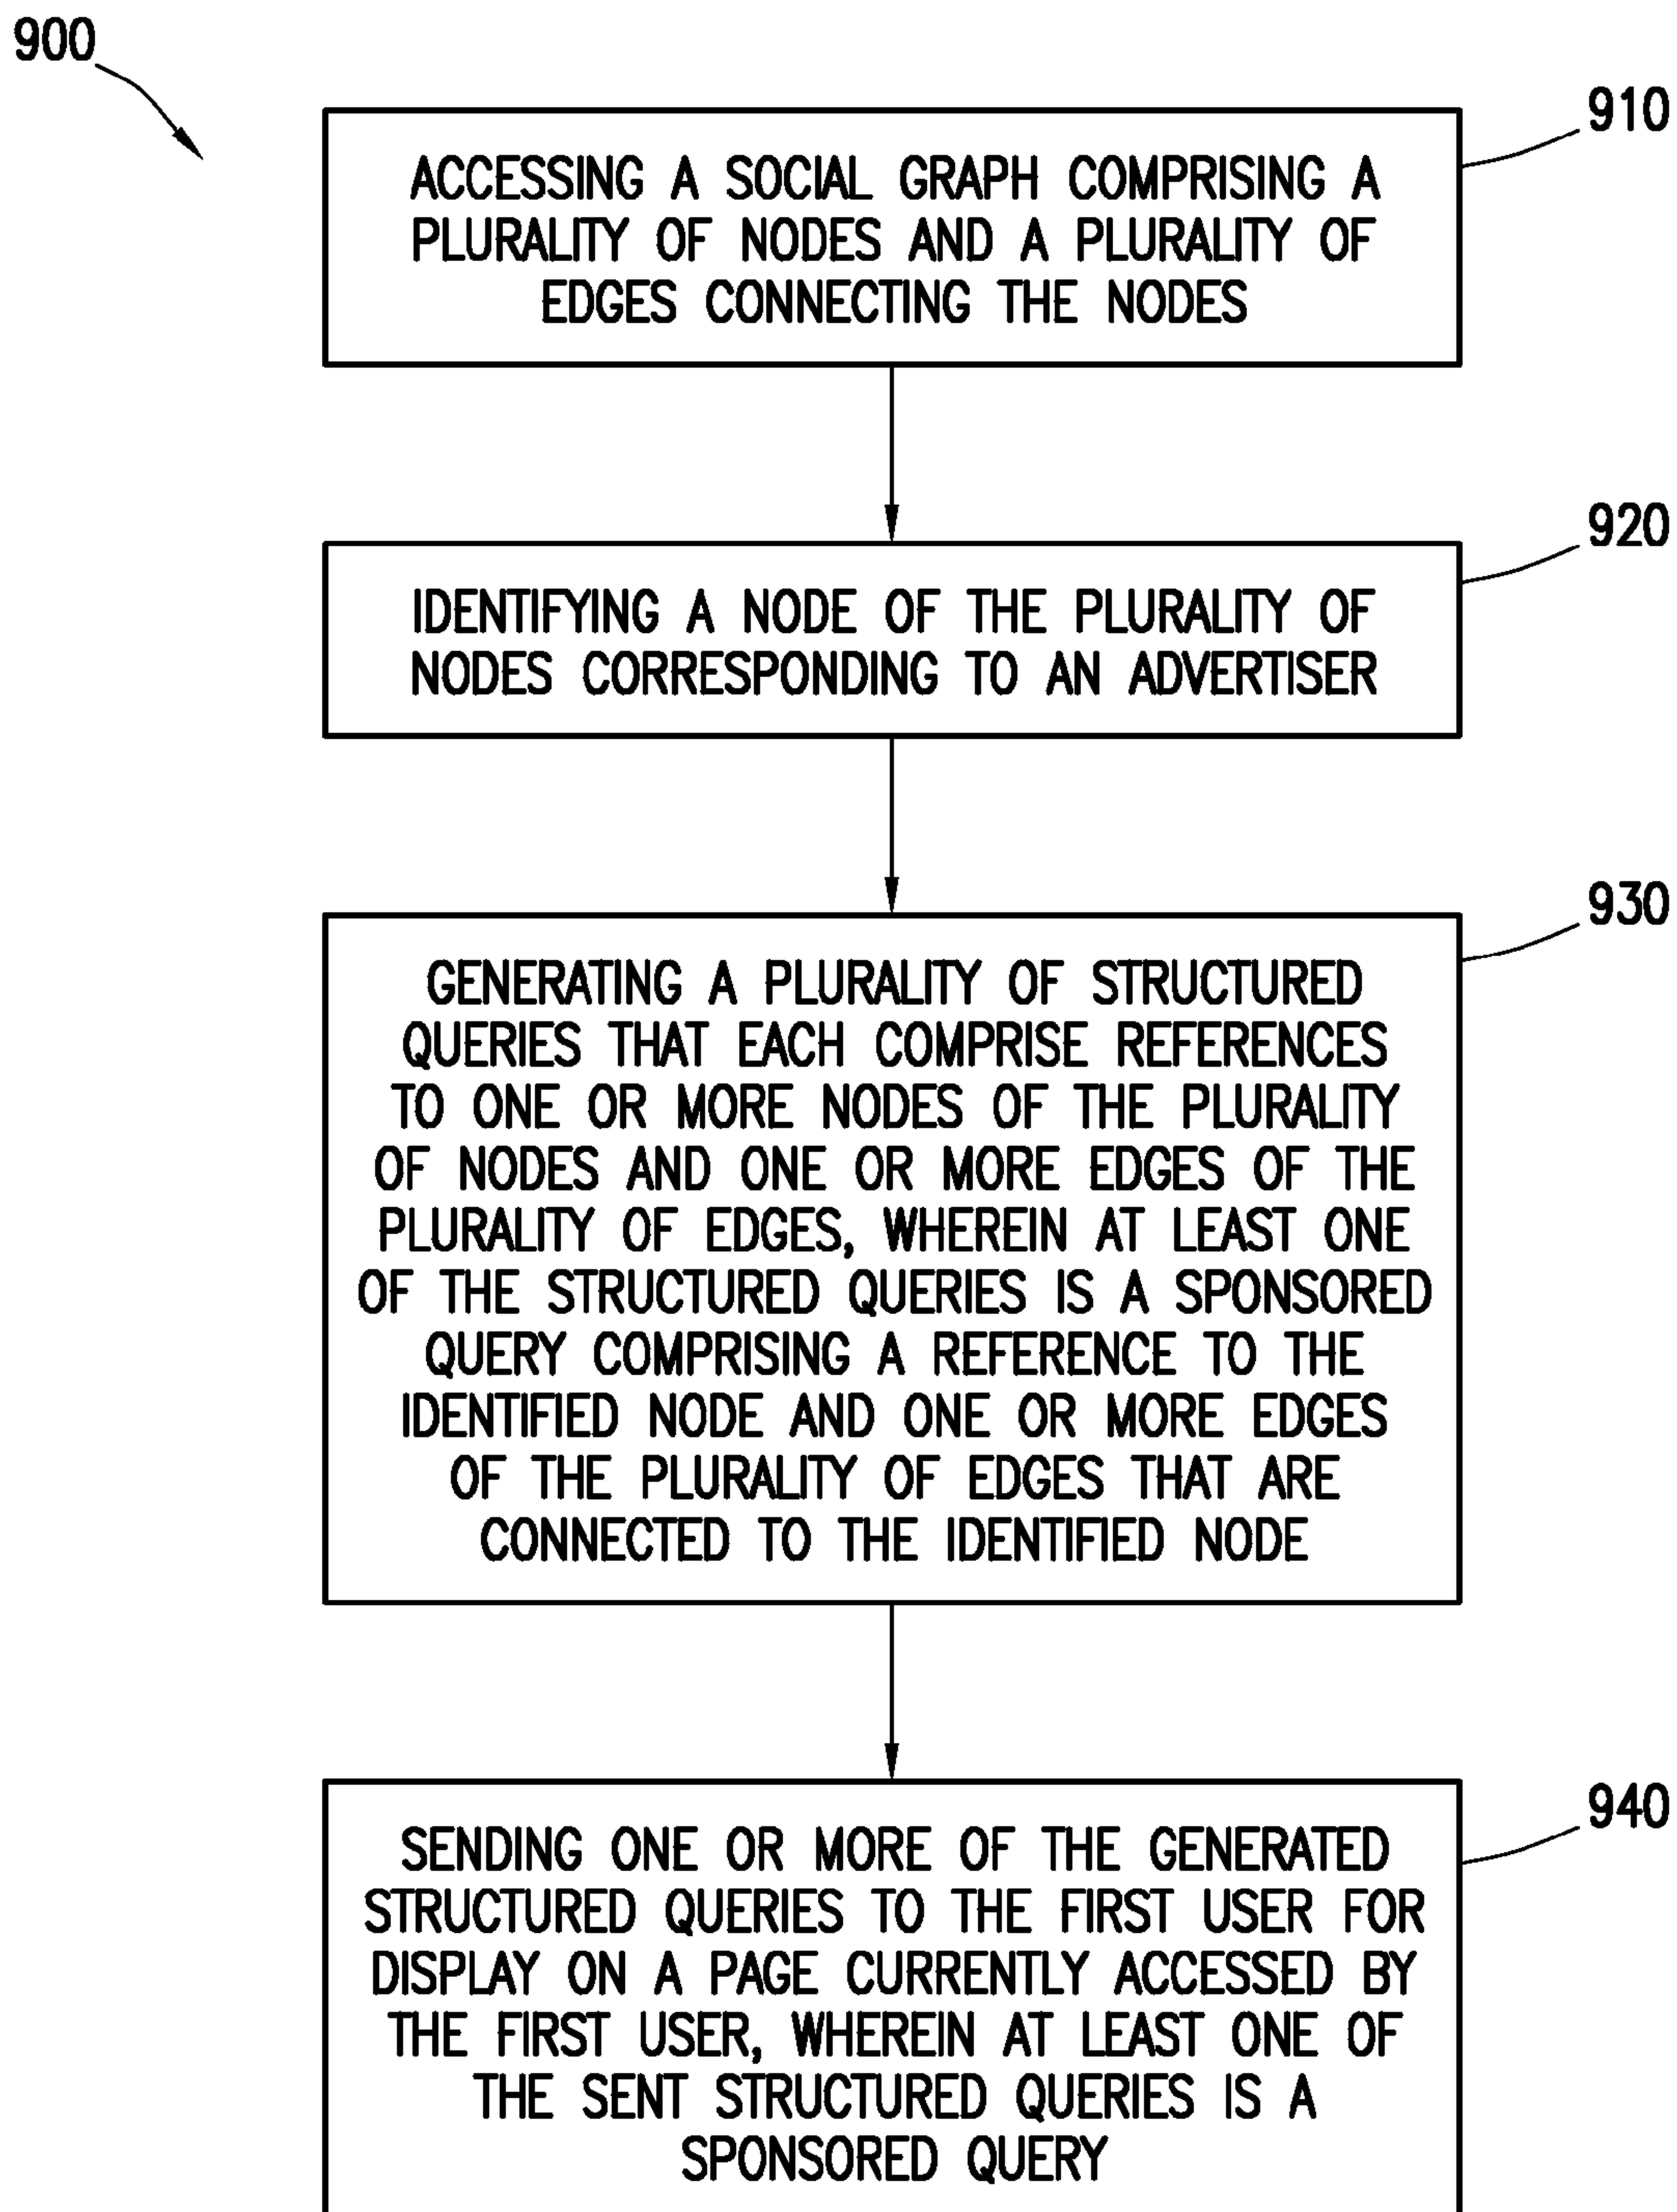 900
910
ACCESSING A SOCIAL GRAPH COMPRISING A
PLURALITY OF NODES AND A PLURALITY OF
EDGES CONNECTING THE NODES
920
IDENTIFYING A NODE OF THE PLURALITY OF
NODES CORRESPONDING TO AN ADVERTISER
930
GENERATING A PLURALITY OF STRUCTURED
QUERIES THAT EACH COMPRISE REFERENCES
TO ONE OR MORE NODES OF THE PLURALITY
OF NODES AND ONE OR MORE EDGES OF THE
PLURALITY OF EDGES, WHEREIN AT LEAST ONE
OF THE STRUCTURED QUERIES IS A SPONSORED
QUERY COMPRISING A REFERENCE TO THE
IDENTIFIED NODE AND ONE OR MORE EDGES
OF THE PLURALITY OF EDGES THAT ARE
CONNECTED TO THE IDENTIFIED NODE
940
SENDING ONE OR MORE OF THE GENERATED
STRUCTURED QUERIES TO THE FIRST USER FOR
DISPLAY ON A PAGE CURRENTLY ACCESSED BY
THE FIRST USER, WHEREIN AT LEAST ONE OF
THE SENT STRUCTURED QUERIES IS A
SPONSORED QUERY